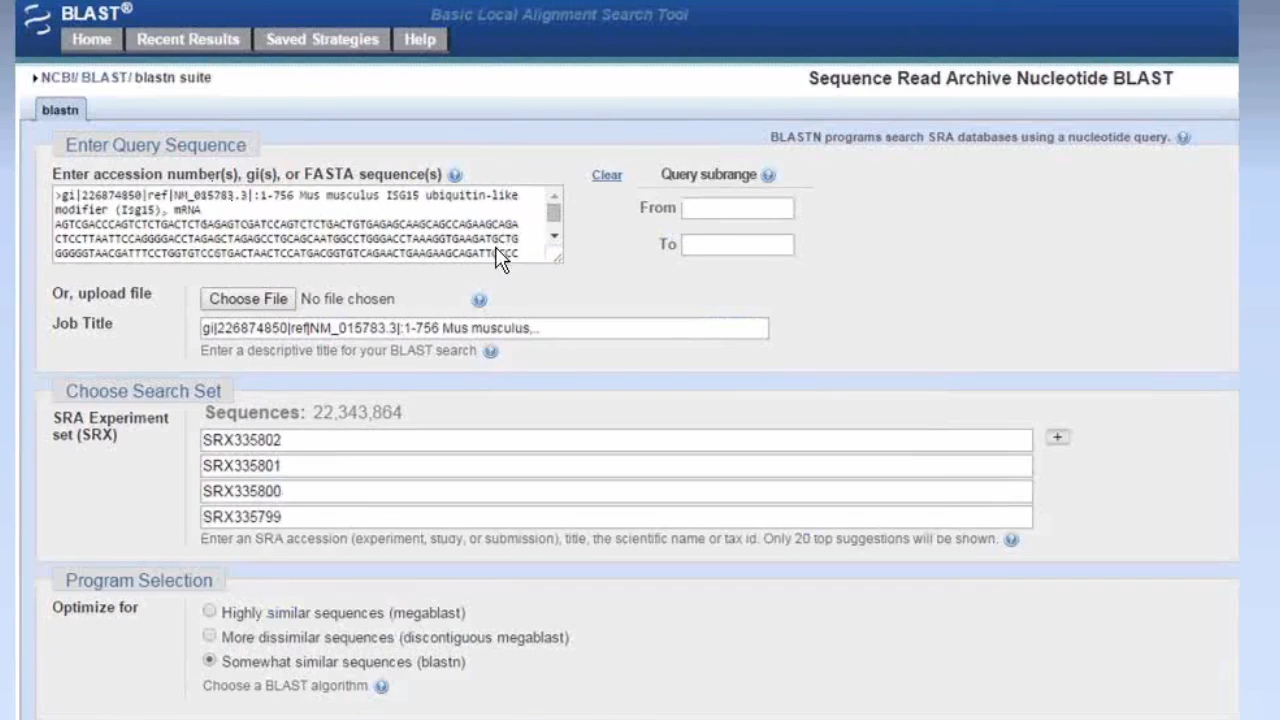 BLAST®
Basic Local Alignment Search Tool
Home Recent Results Saved Strategies Help
NCBI/ BLAST/ blastn suite
Sequence Read Archive Nucleotide BLAST
blastn
BLASTN programs search SRA databases using a nucleotide query.
Enter Query Sequence
Enter accession number(s), gi(s), or FASTA sequence(s)
Clear
Query subrange
>gi|226874850|ref|NM_015783.3|:1-756 Mus musculus ISG15 ubiquitin-like
modifier (Isg15), mRNA
AGTCGACCCAGTCTCTGACTCTGAGAGTCGATCCAGTCTCTGACTGTGAGAGCAAGCAGCCAGAAGCAGA
CTCCTTAATTCCAGGGGACCTAGAGCTAGAGCCTGCAGCAATGGCCTGGGACCTAAAGGTGAAGATGCTG
From
To
Or, upload file
Choose File No file chosen
Job Title
gi|226874850|ref|NM_015783.3|:1-756 Mus musculus,..
Enter a descriptive title for your BLAST search
Choose Search Set
SRA Experiment
set (SRX)
Sequences: 22,343,864
SRX335802
+
SRX335801
SRX335800
SRX335799
Enter an SRA accession (experiment, study, or submission), title, the scientific name or tax id. Only 20 top suggestions will be shown.
Program Selection
Optimize for
Highly similar sequences (megablast)
More dissimilar sequences (discontiguous megablast)
Somewhat similar sequences (blastn)
Choose a BLAST algorithm